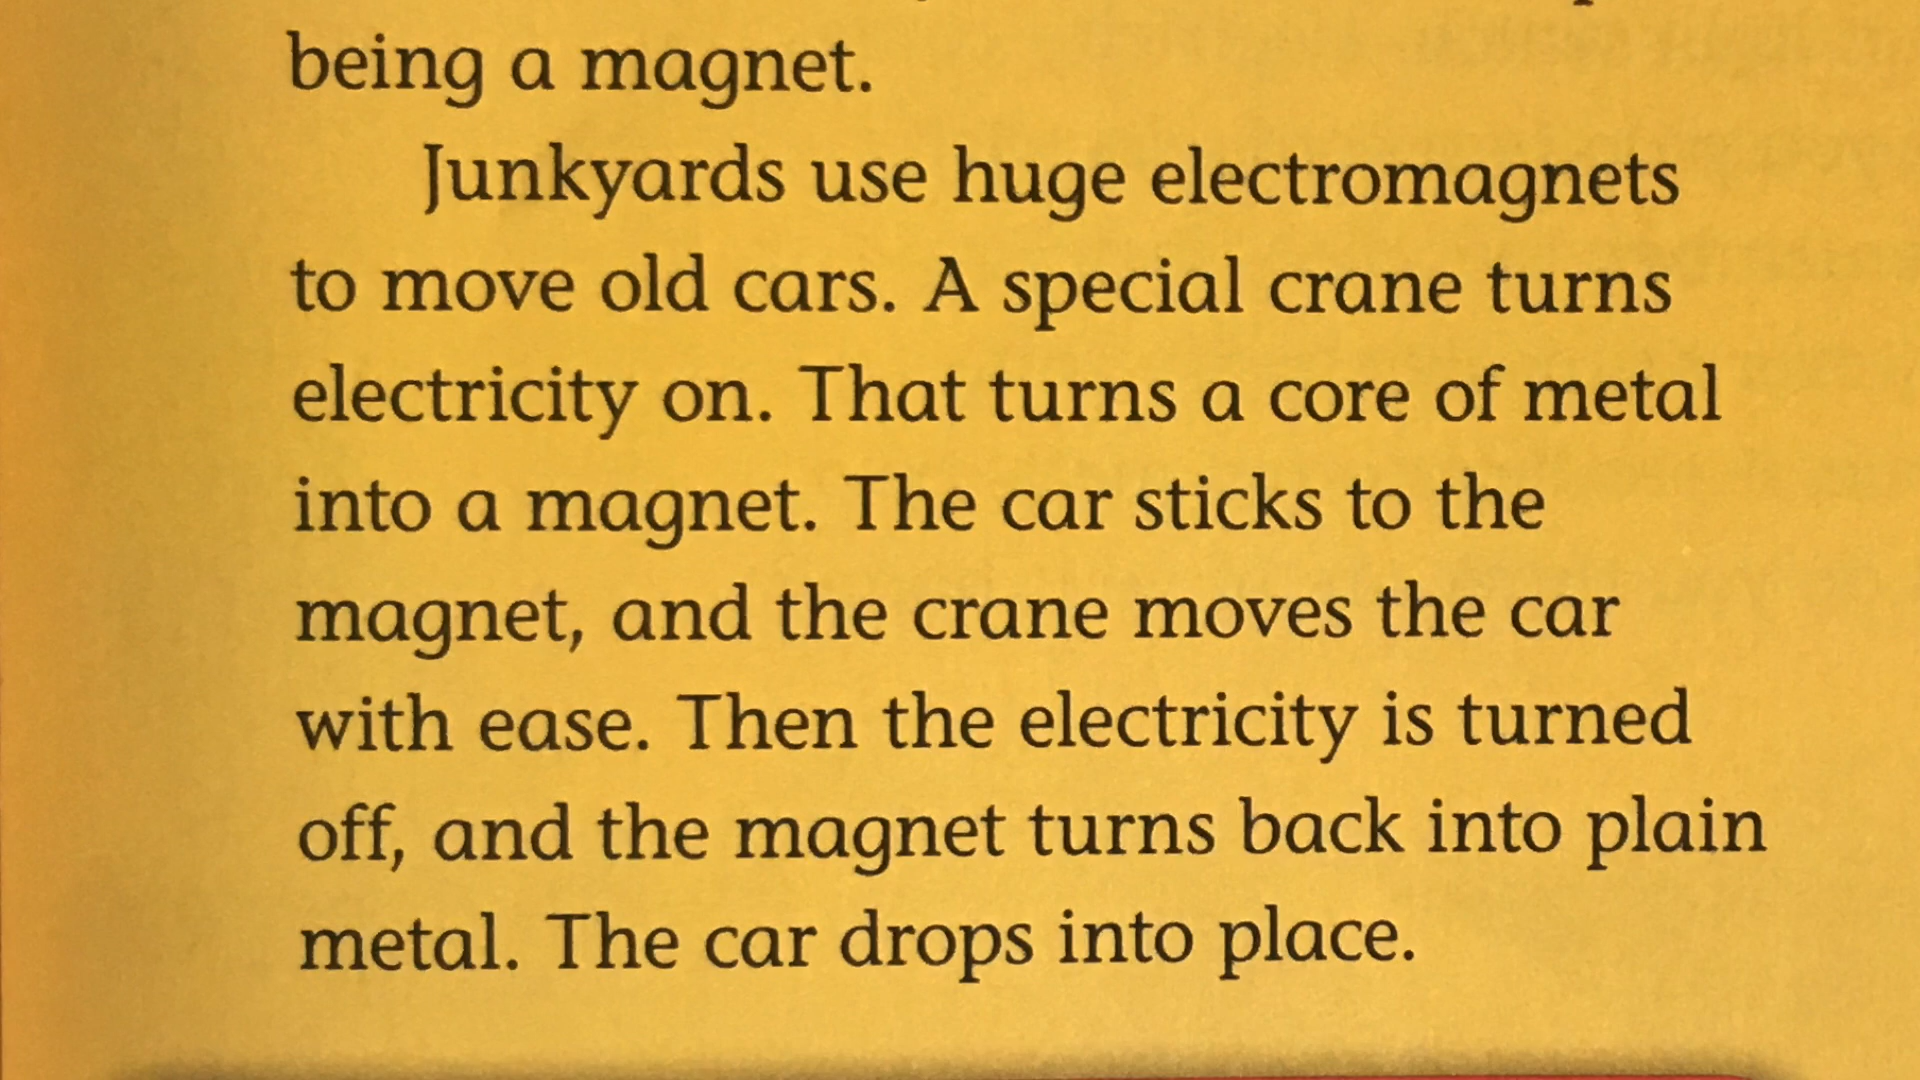 being a magnet.
Junkyards use huge electromagnets
to move old cars. A special crane turns
electricity on. That turns a core of metal
into a magnet. The car sticks to the
magnet, and the crane moves the car
with ease. Then the electricity is turned
off, and the magnet turns back into plain
metal. The car drops into place.